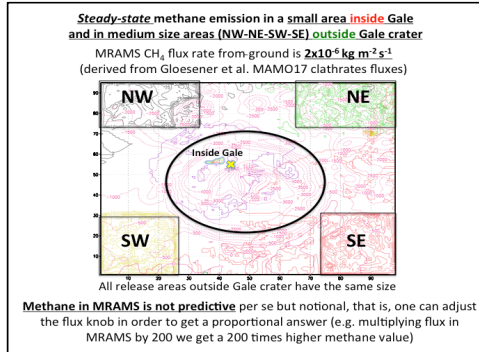 Steady-state methane emission in a small area inside Gale
and in medium size areas (NW-NE-SW-SE) outside Gale crater
MRAMS CH4 flux rate from-ground is 2x10-6 kg m-2 s-1
(derived from Gloesener et al. MAMO17 clathrates fluxes)
NW
NE
Inside Gale
SW
SE
All release areas outside Gale crater have the same size
Methane in MRAMS is not predictive per se but notional, that is, one can adjust
the flux knob in order to get a proportional answer (e.g. multiplying flux in
MRAMS by 200 we get a 200 times higher methane value)